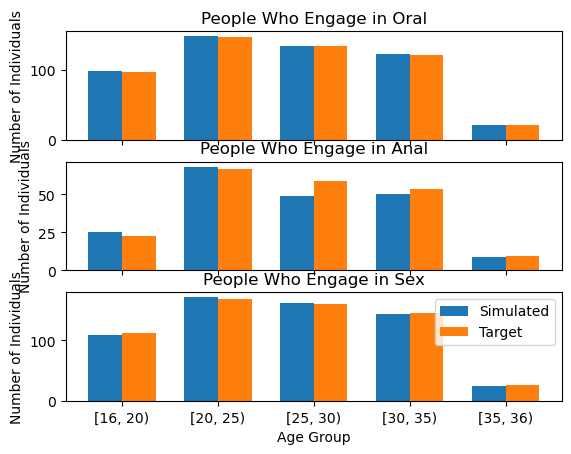 People Who Engage in Oral
Number of Individuals
100
0
People Who Engage in Anal
Number of Individuals
50
25
0
People Who Engage in Sex
Number of Individuals
100
0
Simulated
Target
[16, 20) [20, 25) [25, 30) [30, 35) [35, 36)
Age Group